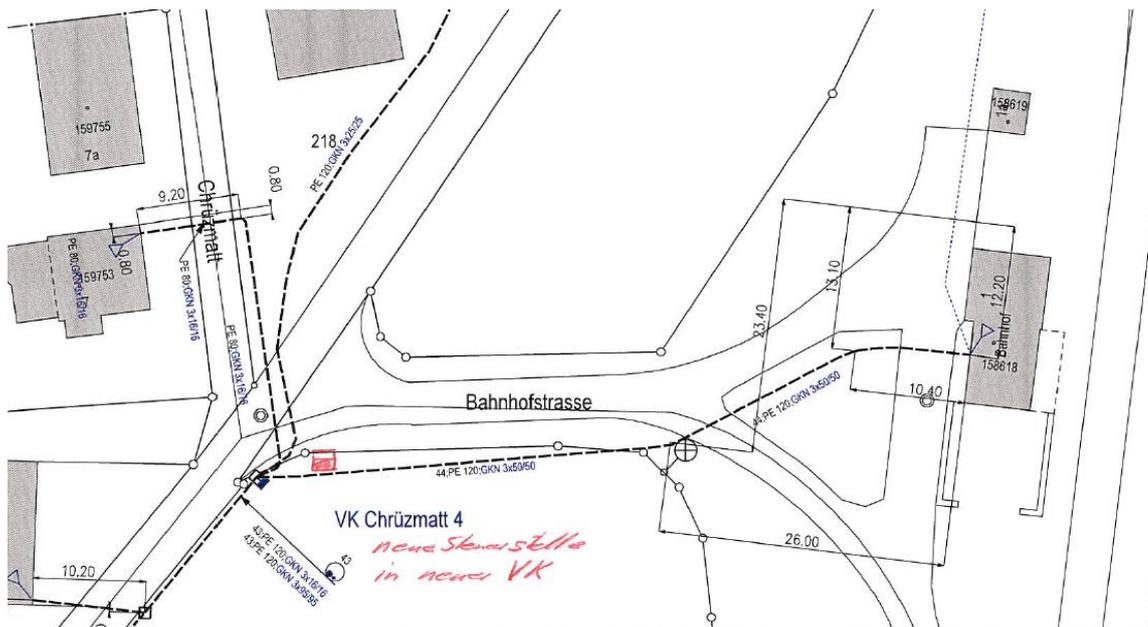 159755
7a
9,20
0,80
Chrüzmatt
0,80
159753
PE 80;GKN 3x16/16
PE 80;GKN 3x16/16
PE 80;GKN 3x16/16
218
PE 120;GKN 3x25/25
158619
13,10
23.40
12,20
1
Bahnhof
158618
10,40
44;PE 120;GKN 3x50/50
Bahnhofstrasse
44;PE 120;GKN 3x50/50
VK Chrüzmatt 4
neue Steuerstelle
in neuer VK
43;PE 120;GKN 3x16/16
43;PE 120;GKN 3x95/95
43
26.00
10,20